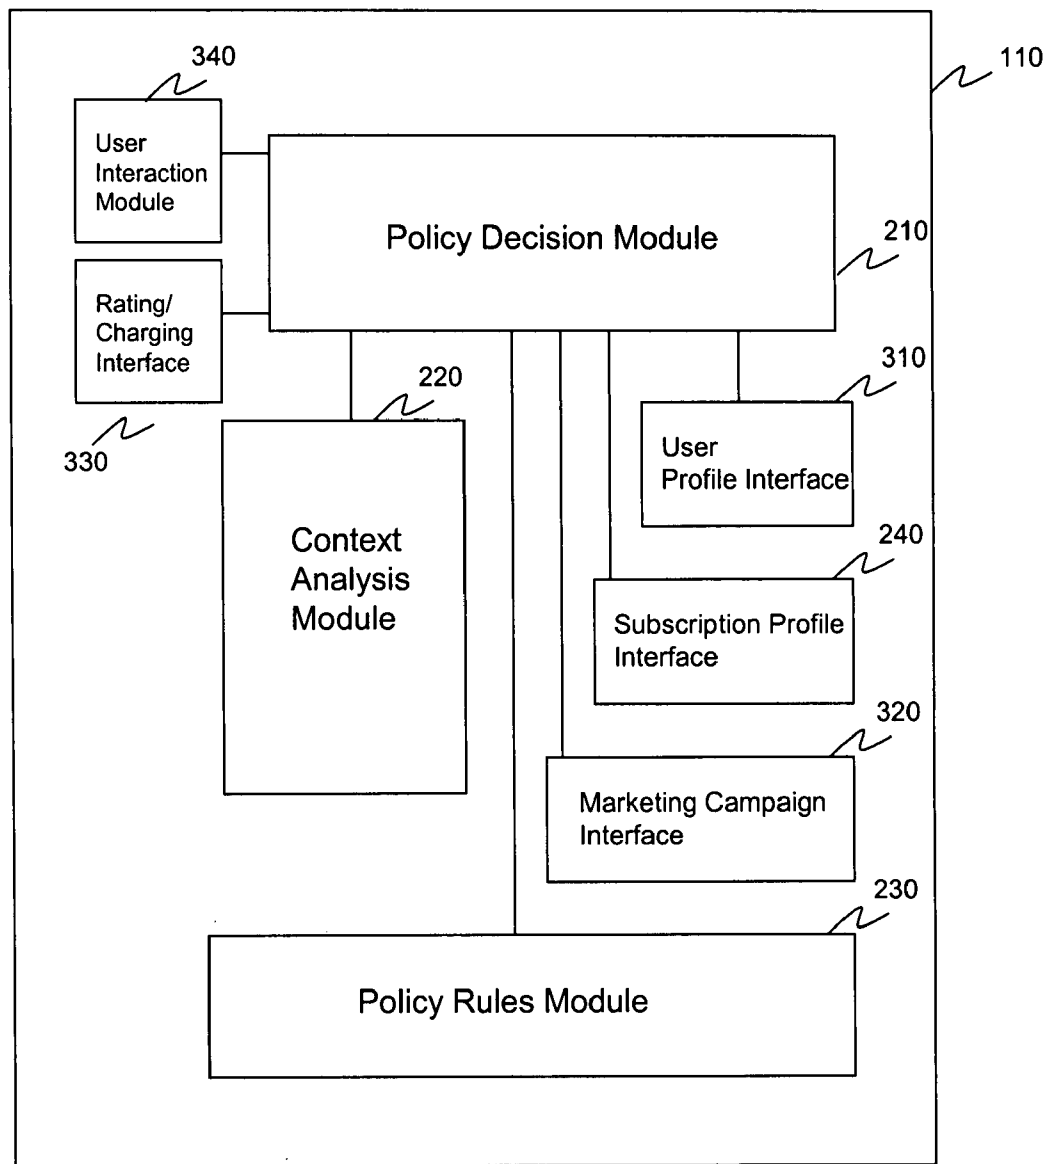 340
110
User
Interaction
Module
Policy Decision Module
210
Rating/
Charging
Interface
330
220
310
User
Profile Interface
Context
Analysis
Module
240
Subscription Profile
Interface
320
Marketing Campaign
Interface
230
Policy Rules Module